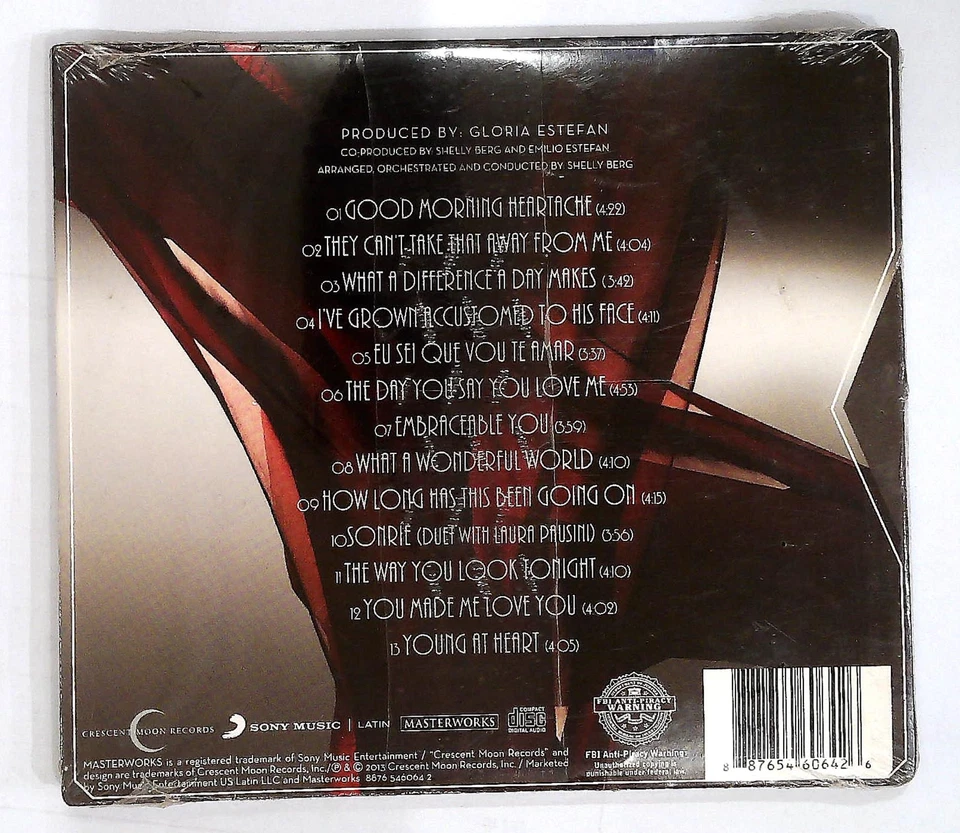 PRODUCED BY: GLORIA ESTEFAN
CO-PRODUCED BY SHELLY BERG AND EMILIO ESTEFAN
ARRANGED, ORCHESTRATED AND CONDUCTED BY SHELLY BERG
01 GOOD MORNING HEARTACHE (4:22)
02 THEY CAN'T TAKE THAT AWAY FROM ME (4:04)
03 WHAT A DIFFERENCE A DAY MAKES (3:42)
04 I'VE GROWN ACCUSTOMED TO HIS FACE (4:11)
05 EU SEI QUE VOU TE AMAR (3:37)
06 THE DAY YOU SAY YOU LOVE ME (4:53)
07 EMBRACEABLE YOU (3:59)
08 WHAT A WONDERFUL WORLD (4:10)
09 HOW LONG HAS THIS BEEN GOING ON (4:15)
10 SONRÍE (DUET WITH LAURA PAUSINI) (3:56)
11 THE WAY YOU LOOK TONIGHT (4:10)
12 YOU MADE ME LOVE YOU (4:02)
13 YOUNG AT HEART (4:05)
CRESCENT MOON RECORDS SONY MUSIC | LATIN MASTERWORKS COMPACT disc DIGITAL AUDIO
FBI ANTI-PIRACY WARNING
MASTERWORKS is a registered trademark of Sony Music Entertainment / "Crescent Moon Records" and
design are trademarks of Crescent Moon Records, Inc./℗ & © 2013 Crescent Moon Records, Inc. / Marketed
by Sony Music Entertainment US Latin LLC and Masterworks 8876 546064 2
FBI Anti-Piracy Warning:
Unauthorized copying is
punishable under federal law.
8 87654 60642 6